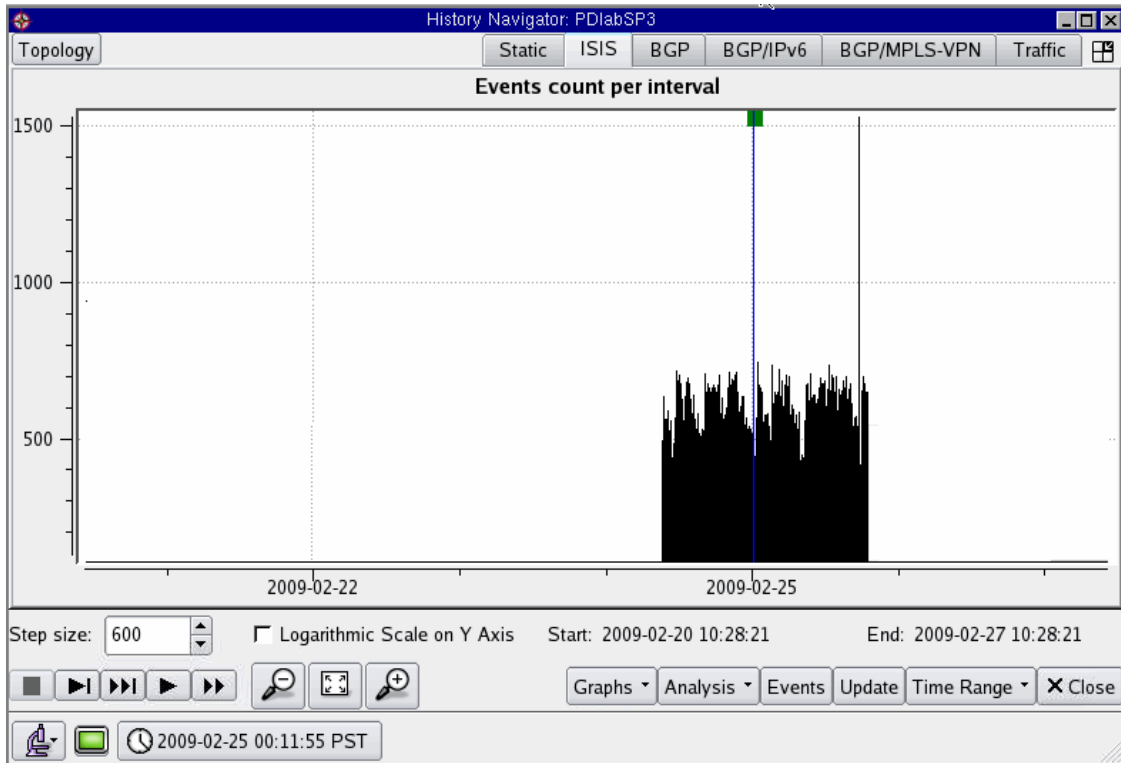 History Navigator: PDlabSP3
Topology Static ISIS BGP BGP/IPv6 BGP/MPLS-VPN Traffic
Events count per interval
1500
1000
500
2009-02-22 2009-02-25
Step size: 600 Logarithmic Scale on Y Axis Start: 2009-02-20 10:28:21 End: 2009-02-27 10:28:21
Graphs Analysis Events Update Time Range Close
2009-02-25 00:11:55 PST